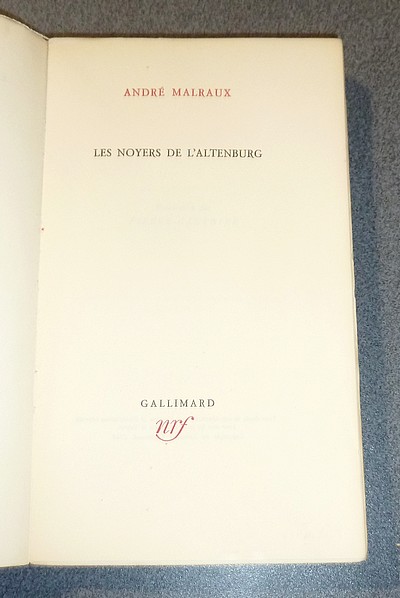 ANDRÉ MALRAUX
LES NOYERS DE L'ALTENBURG
GALLIMARD
nrf